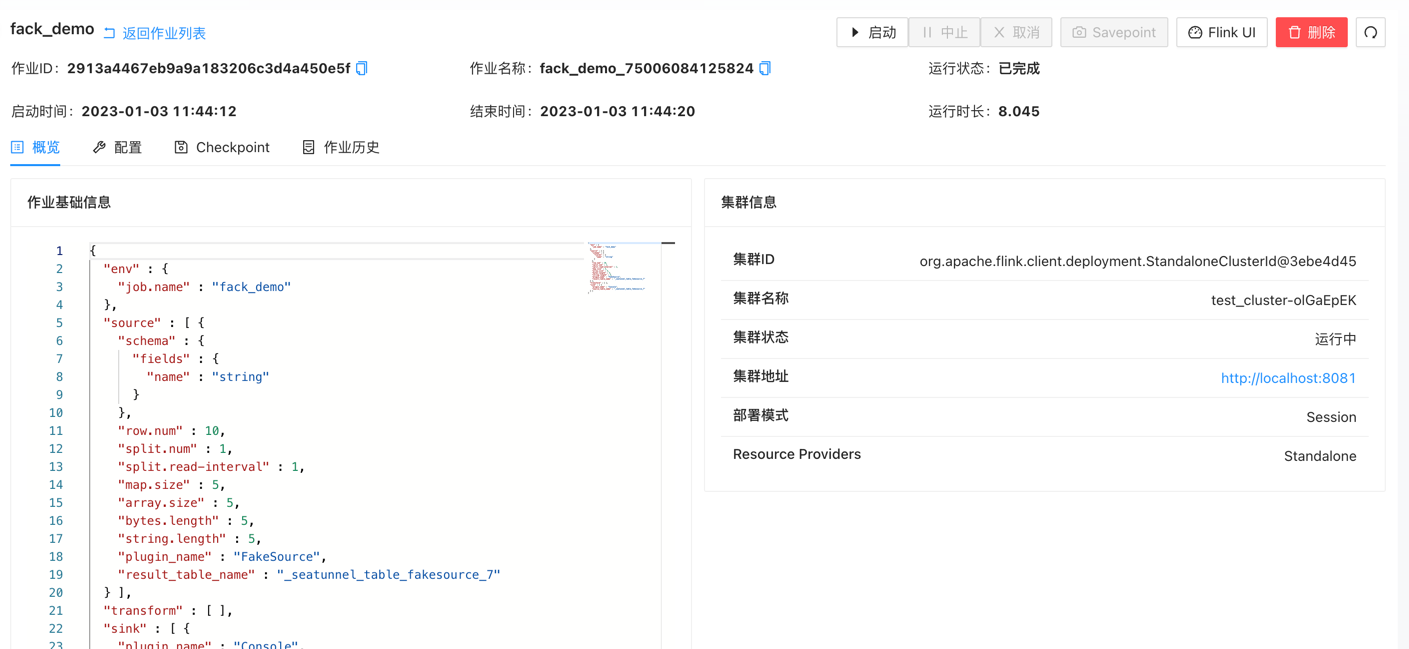 fack_demo 返回作业列表 启动 中止 取消 Savepoint Flink UI 删除
作业ID: 2913a4467eb9a9a183206c3d4a450e5f 作业名称: fack_demo_75006084125824 运行状态: 已完成
启动时间: 2023-01-03 11:44:12 结束时间: 2023-01-03 11:44:20 运行时长: 8.045
概览 配置 Checkpoint 作业历史
作业基础信息
1 {
2 "env" : {
3 "job.name" : "fack_demo"
4 },
5 "source" : [ {
6 "schema" : {
7 "fields" : {
8 "name" : "string"
9 }
10 },
11 "row.num" : 10,
12 "split.num" : 1,
13 "split.read-interval" : 1,
14 "map.size" : 5,
15 "array.size" : 5,
16 "bytes.length" : 5,
17 "string.length" : 5,
18 "plugin_name" : "FakeSource",
19 "result_table_name" : "_seatunnel_table_fakesource_7"
20 } ],
21 "transform" : [ ],
22 "sink" : [ {
23 "plugin_name" : "Console",
集群信息
集群ID org.apache.flink.client.deployment.StandaloneClusterId@3ebe4d45
集群名称 test_cluster-olGaEpEK
集群状态 运行中
集群地址 http://localhost:8081
部署模式 Session
Resource Providers Standalone